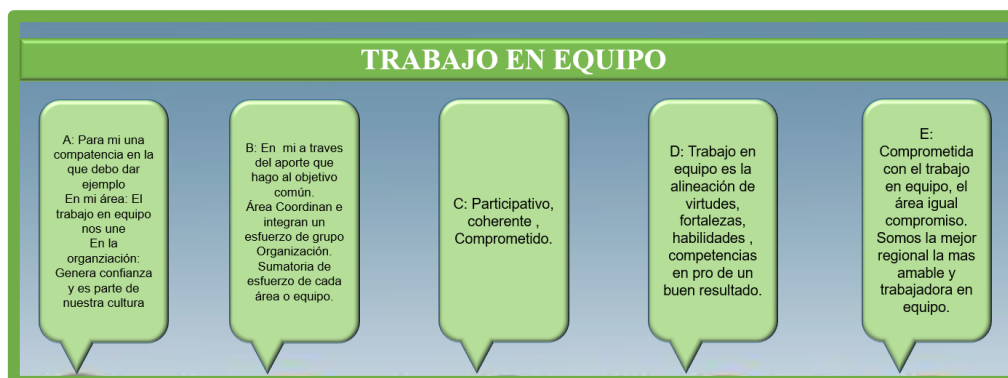 TRABAJO EN EQUIPO
A: Para mi una
compatencia en la
que debo dar
ejemplo
En mi área: El
trabajo en equipo
nos une
En la
organziación:
Genera confianza
y es parte de
nuestra cultura
B: En mi a traves
del aporte que
hago al objetivo
común.
Área Coordinan e
integran un
esfuerzo de grupo
Organización.
Sumatoria de
esfuerzo de cada
área o equipo.
C: Participativo,
coherente ,
Comprometido.
D: Trabajo en
equipo es la
alineación de
virtudes,
fortalezas,
habilidades ,
competencias
en pro de un
buen resultado.
E:
Comprometida
con el trabajo
en equipo, el
área igual
compromiso.
Somos la mejor
regional la mas
amable y
trabajadora en
equipo.